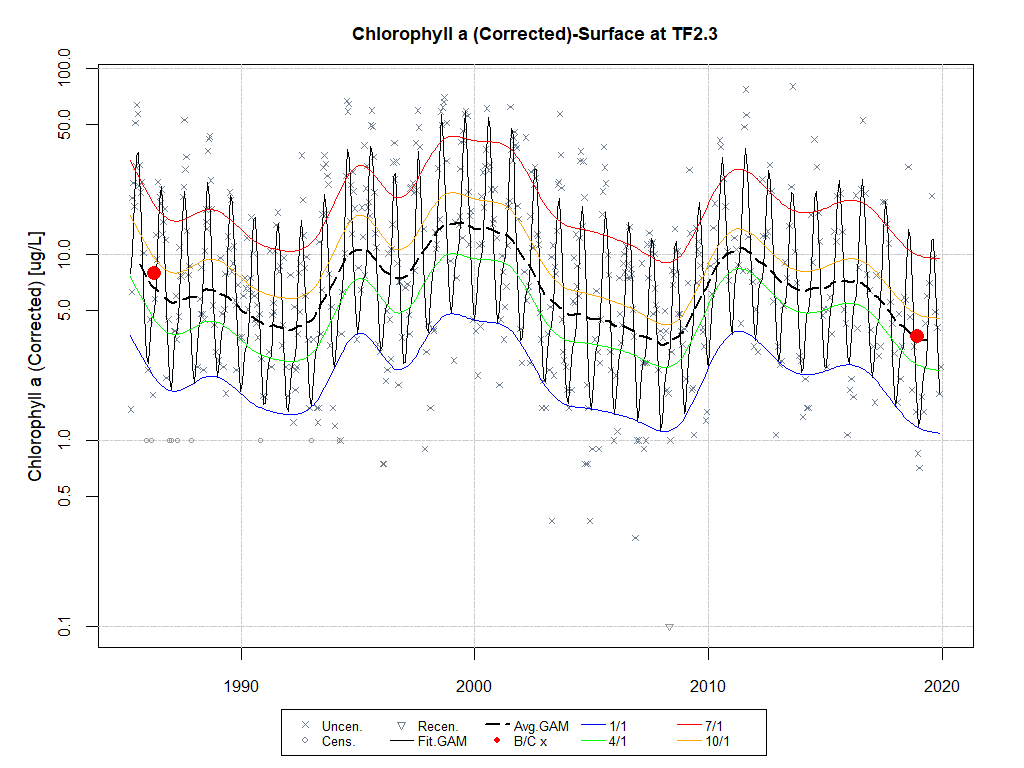 Chlorophyll a (Corrected)-Surface at TF2.3
Chlorophyll a (Corrected) [ug/L]
100.0
50.0
10.0
5.0
1.0
0.5
0.1
1990 2000 2010 2020
Uncen. Recen. Avg.GAM 1/1 7/1
Cens. Fit.GAM B/C x 4/1 10/1